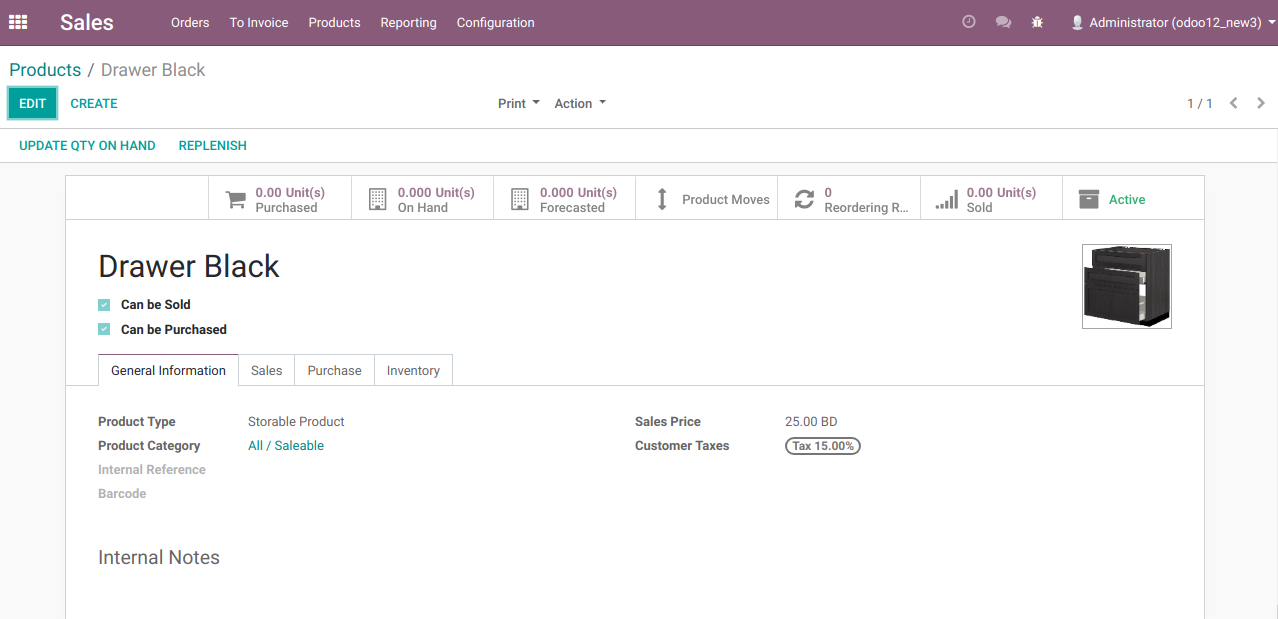 Sales Orders To Invoice Products Reporting Configuration Administrator (odoo12_new3)
Products / Drawer Black
EDIT CREATE Print Action 1 / 1
UPDATE QTY ON HAND REPLENISH
0.00 Unit(s)
Purchased
0.000 Unit(s)
On Hand
0.000 Unit(s)
Forecasted
Product Moves
0
Reordering R...
0.00 Unit(s)
Sold
Active
Drawer Black
Can be Sold
Can be Purchased
General Information Sales Purchase Inventory
Product Type Storable Product
Product Category All / Saleable
Internal Reference
Barcode
Sales Price 25.00 BD
Customer Taxes Tax 15.00%
Internal Notes